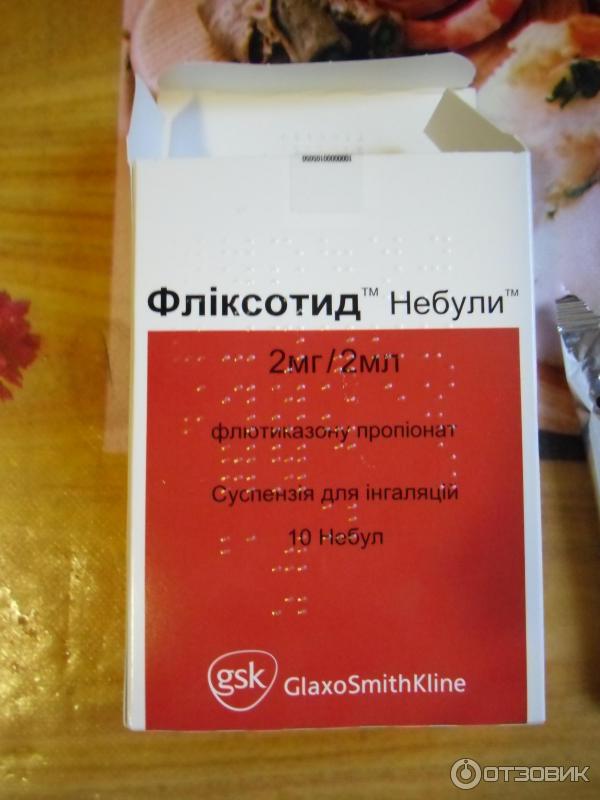 Фліксотид™ Небули™
2мг/2мл
флютиказону пропіонат
Суспензія для інгаляцій
10 Небул
gsk GlaxoSmithKline
ОТЗОВИК